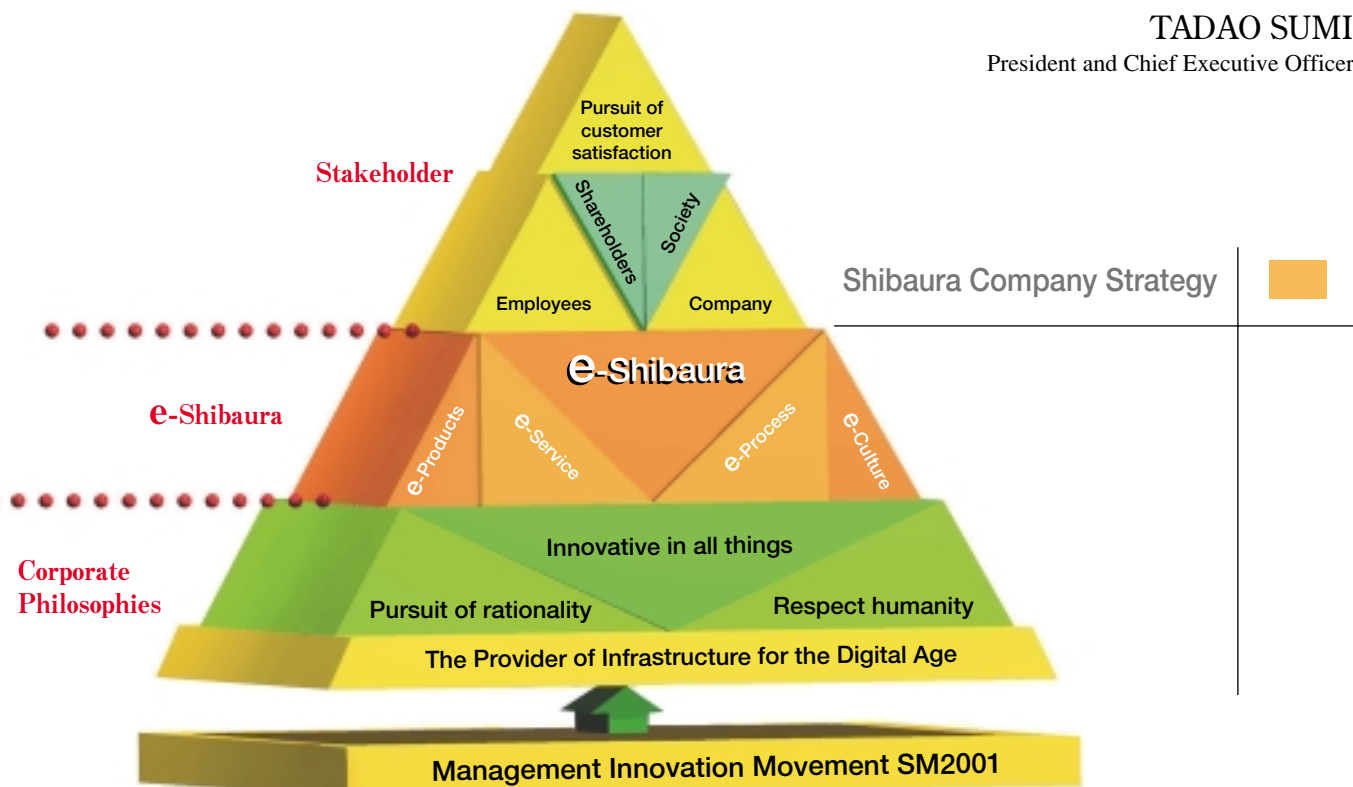 TADAO SUMI
President and Chief Executive Officer
Pursuit of
customer
satisfaction
Stakeholder
Shareholders
Society
Employees
Company
Shibaura Company Strategy
e-Shibaura
e-Shibaura
e-Products
e-Service
e-Process
e-Culture
Corporate
Philosophies
Innovative in all things
Pursuit of rationality
Respect humanity
The Provider of Infrastructure for the Digital Age
Management Innovation Movement SM2001